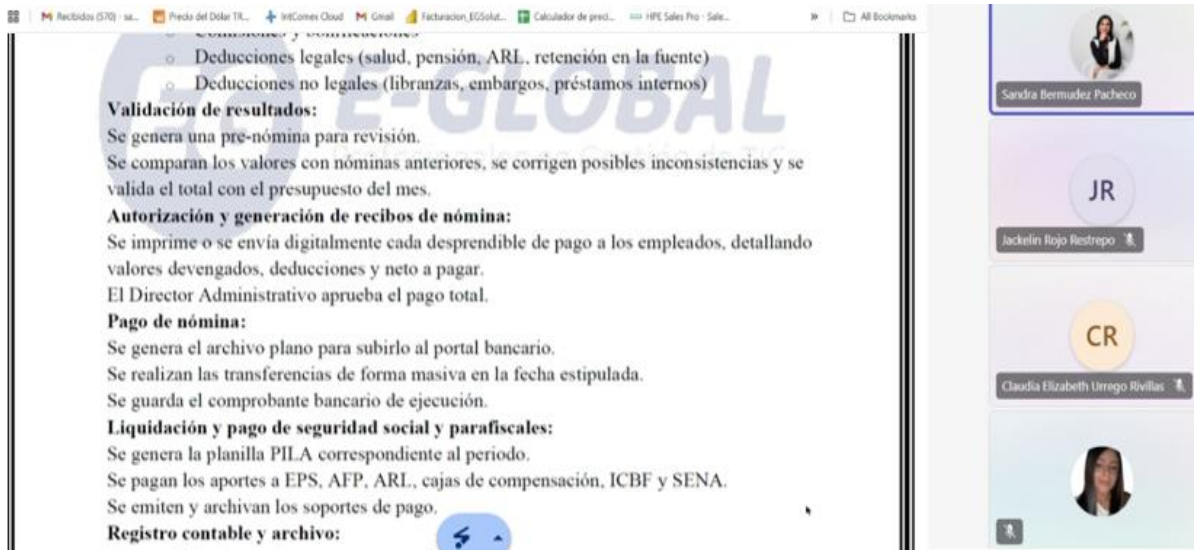 Recibidos (570) - sa...
Precio del Dólar TR...
IntComex Cloud
Gmail
Facturacion_EGSolut...
Calculador de preci...
HPE Sales Pro - Sale...
»
All Bookmarks
Comisiones y bonificaciones
Deducciones legales (salud, pensión, ARL, retención en la fuente)
Deducciones no legales (libranzas, embargos, préstamos internos)
E-GLOBAL
Validación de resultados:
Se genera una pre-nómina para revisión.
Se comparan los valores con nóminas anteriores, se corrigen posibles inconsistencias y se
valida el total con el presupuesto del mes.
Autorización y generación de recibos de nómina:
Se imprime o se envía digitalmente cada desprendible de pago a los empleados, detallando
valores devengados, deducciones y neto a pagar.
El Director Administrativo aprueba el pago total.
Pago de nómina:
Se genera el archivo plano para subirlo al portal bancario.
Se realizan las transferencias de forma masiva en la fecha estipulada.
Se guarda el comprobante bancario de ejecución.
Liquidación y pago de seguridad social y parafiscales:
Se genera la planilla PILA correspondiente al periodo.
Se pagan los aportes a EPS, AFP, ARL, cajas de compensación, ICBF y SENA.
Se emiten y archivan los soportes de pago.
Registro contable y archivo:
Sandra Bermudez Pacheco
JR
Jackelin Rojo Restrepo
CR
Claudia Elizabeth Urrego Rivillas